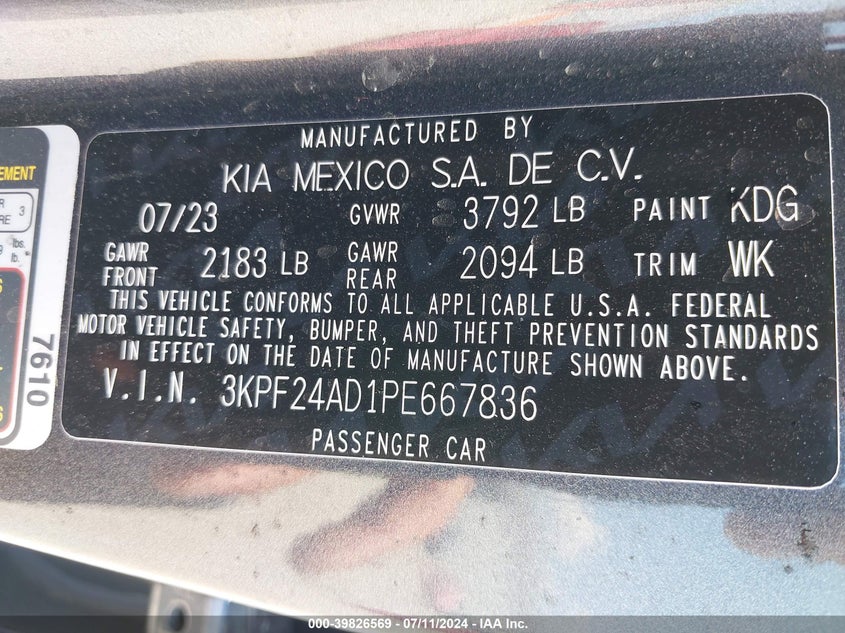 MANUFACTURED BY
KIA MEXICO S.A. DE C.V.
07/23 GVWR 3792 LB PAINT KDG
GAWR FRONT 2183 LB GAWR REAR 2094 LB TRIM WK
THIS VEHICLE CONFORMS TO ALL APPLICABLE U.S.A. FEDERAL
MOTOR VEHICLE SAFETY, BUMPER, AND THEFT PREVENTION STANDARDS
IN EFFECT ON THE DATE OF MANUFACTURE SHOWN ABOVE.
V.I.N. 3KPF24AD1PE667836
PASSENGER CAR
3
lbs.
lb.
7610
000-39826569 - 07/11/2024 - IAA Inc.